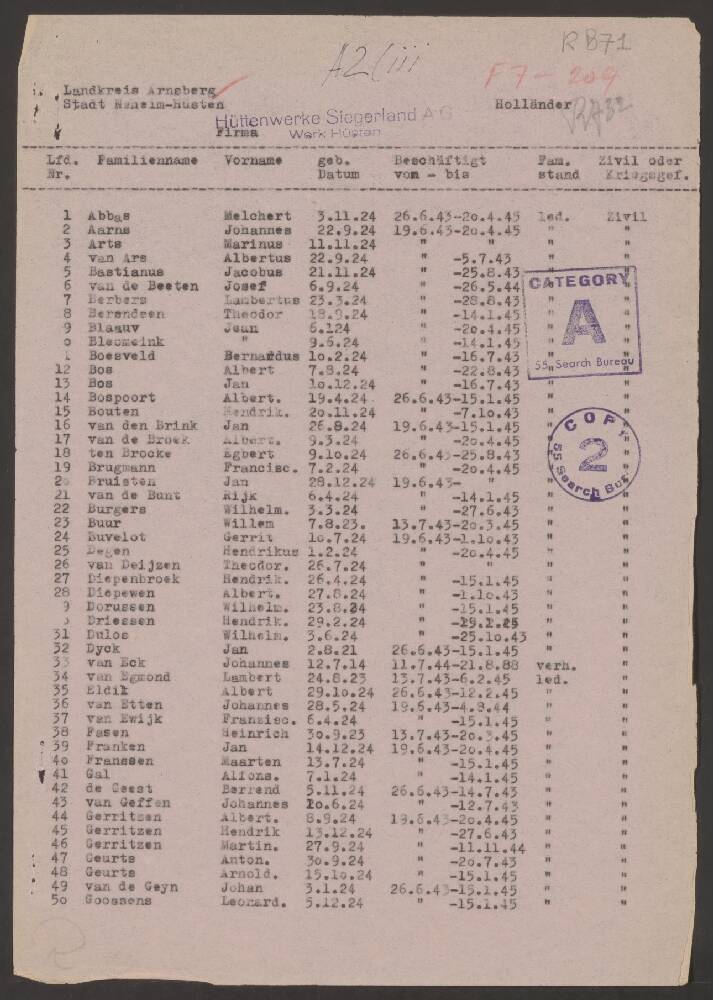 A2(iii
RB71
F7-209
Landkreis Arnsberg
Stadt Neheim-Hüsten
Hüttenwerke Siegerland A G
Holländer
RA32
Werk Hüsten
Firma
Lfd. Familienname Vorname geb. Beschäftigt Fam. Zivil oder
Nr. Datum von - bis stand Kriegsgef.
1 Abbas Melchert 3.11.24 26.6.43-20.4.45 led. Zivil
2 Aarns Johannes 22.9.24 19.6.43-20.4.45 " "
3 Arts Marinus 11.11.24 " " " "
4 van Ars Albertus 22.9.24 " -5.7.43 " "
5 Bastianus Jacobus 21.11.24 " -25.8.43 " "
6 van de Beeten Josef 6.9.24 " -26.5.44 "
7 Berbers Lambertus 23.3.24 " -28.8.43 "
8 Berendsen Theodor 18.9.24 " -14.1.45 " "
9 Blaauv Jean 6.124 " -20.4.45 " "
0 Bleomeink " 9.6.24 " -14.1.45 " "
1 Boesveld Bernardus 10.2.24 " -16.7.43 " "
12 Bos Albert 7.8.24 " -22.8.43 " "
13 Bos Jan 10.12.24 " -16.7.43 " "
14 Bospoort Albert. 19.4.24 26.6.43-15.1.45 " "
15 Bouten Hendrik. 20.11.24 " -7.10.43 " "
16 van den Brink Jan 26.8.24 19.6.43-15.1.45 " "
17 van de Broek Albert. 9.3.24 " -20.4.45 " "
18 ten Brocke Egbert 9.10.24 26.6.43-25.8.43 " "
19 Brugmann Francisc. 7.2.24 " -20.4.45 " "
20 Bruisten Jan 28.12.24 19.6.43- " " "
21 van de Bunt Rijk 6.4.24 " -14.1.45 " "
22 Burgers Wilhelm. 3.3.24 " -27.6.43 " "
23 Buur Willem 7.8.23. 13.7.43-20.3.45 " "
24 Buvelot Gerrit 10.7.24 19.6.43-1.10.43 " "
25 Degen Hendrikus 1.2.24 " -20.4.45 " "
26 van Deijzen Theodor. 26.7.24 " " " "
27 Diepenbroek Hendrik. 26.4.24 " -15.1.45 " "
28 Diepewen Albert. 27.8.24 " -1.10.43 " "
9 Dorussen Wilhelm. 23.8.24 " -15.1.45 " "
Driessen Hendrik. 29.2.24 " -29.2.45 " "
31 Dulos Wilhelm. 3.6.24 " -25.10.43 " "
32 Dyck Jan 2.8.21 26.6.43-15.1.45 " "
33 van Eck Johannes 12.7.14 11.7.44-21.8.88 verh. "
34 van Egmond Lambert 24.8.23 13.7.43-6.2.45 led. "
35 Eldik Albert 29.10.24 26.6.43-12.2.45 " "
36 van Etten Johannes 28.5.24 19.6.43-4.9.44 " "
37 van Ewijk Franzisc. 6.4.24 " -15.1.45 " "
38 Fasen Heinrich 30.9.23 13.7.43-20.3.45 " "
39 Franken Jan 14.12.24 19.6.43-20.4.45 " "
40 Franssen Maarten 13.7.24 " -15.1.45 " "
41 Gal Alfons. 7.1.24 " -14.1.45 " "
42 de Geest Berrend 5.11.24 26.6.43-14.7.43 " "
43 van Geffen Johannes 20.6.24 " -12.7.43 " "
44 Gerritsen Albert. 8.9.24 19.6.43-20.4.45 " "
45 Gerritzen Hendrik 13.12.24 " -27.6.43 " "
46 Gerritzen Martin. 27.9.24 " -11.11.44 " "
47 Geurts Anton. 30.9.24 " -20.7.43 " "
48 Geurts Arnold. 15.10.24 " -15.1.45 " "
49 van de Geyn Johan 3.1.24 26.6.43-15.1.45 " "
50 Goossens Leonard. 5.12.24 " -15.1.45 " "
CATEGORY
A
55, Search Bureau
COPY
2
55 Search Bur.